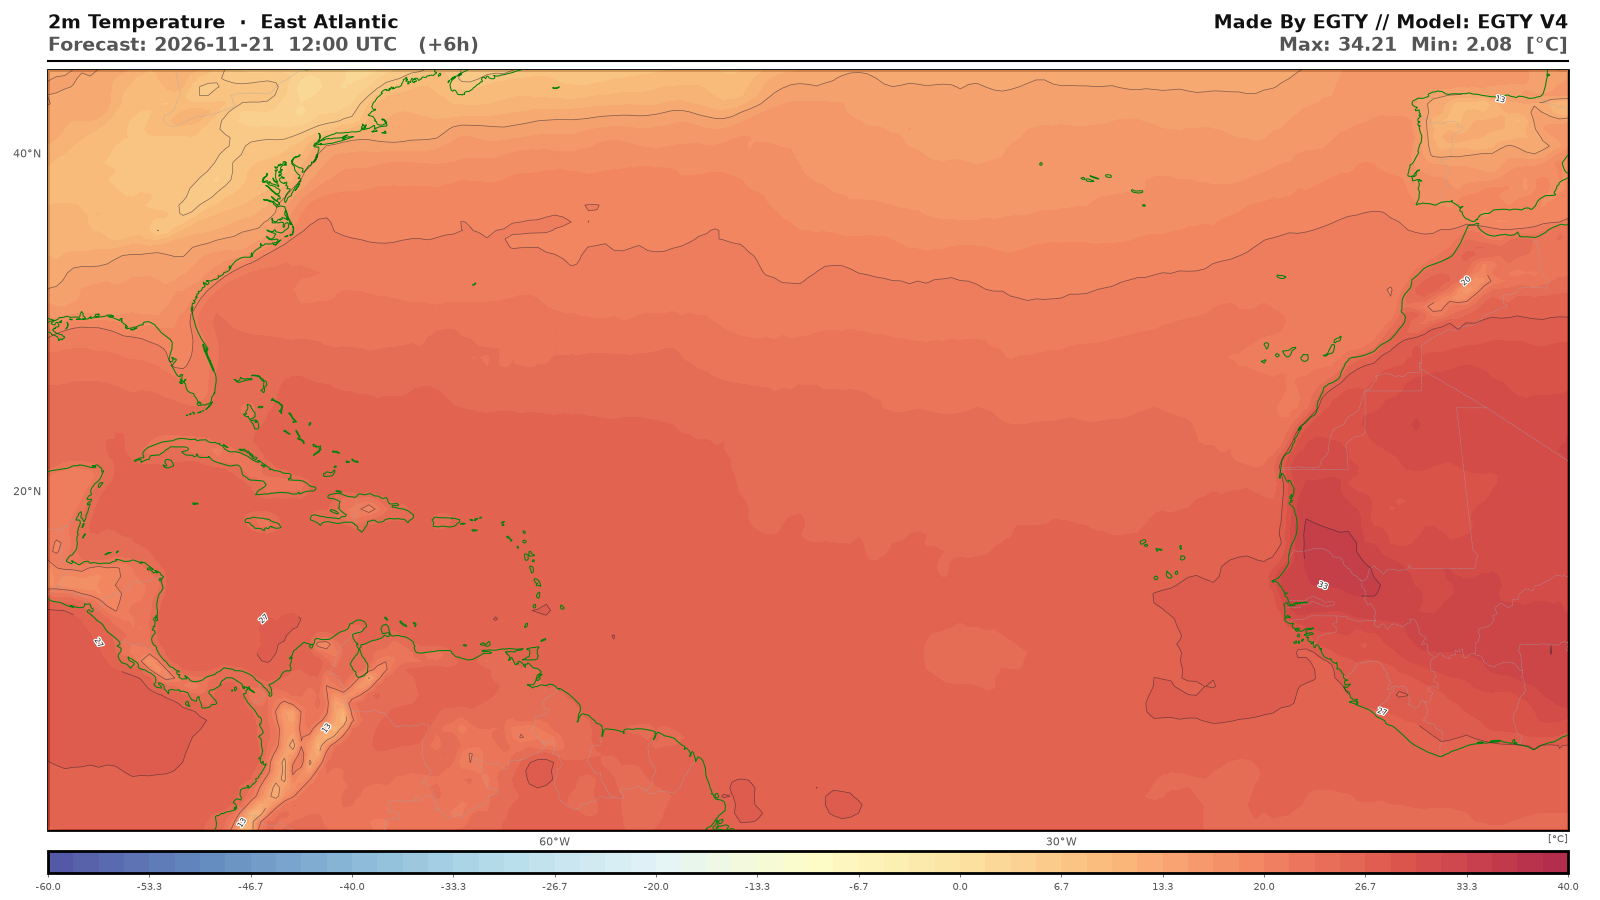 2m Temperature  ·  East Atlantic
Made By EGTY // Model: EGTY V4
Forecast: 2026-11-21  12:00 UTC   (+6h)
Max: 34.21  Min: 2.08  [°C]
13
40°N
20
20°N
33
27
27
27
13
13
60°W
30°W
[°C]
-60.0
-53.3
-46.7
-40.0
-33.3
-26.7
-20.0
-13.3
-6.7
0.0
6.7
13.3
20.0
26.7
33.3
40.0